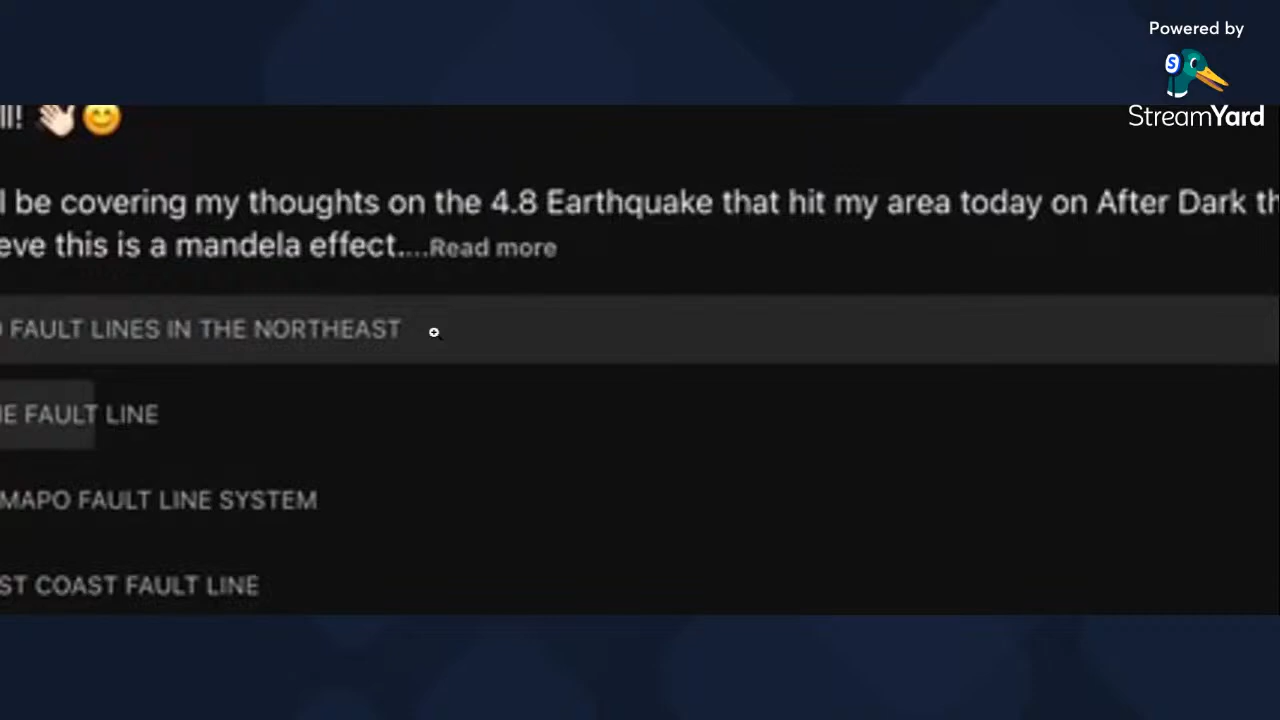 Powered by
StreamYard
ll! 👋🏻😊
l be covering my thoughts on the 4.8 Earthquake that hit my area today on After Dark th
eve this is a mandela effect....Read more
FAULT LINES IN THE NORTHEAST
E FAULT LINE
MAPO FAULT LINE SYSTEM
ST COAST FAULT LINE